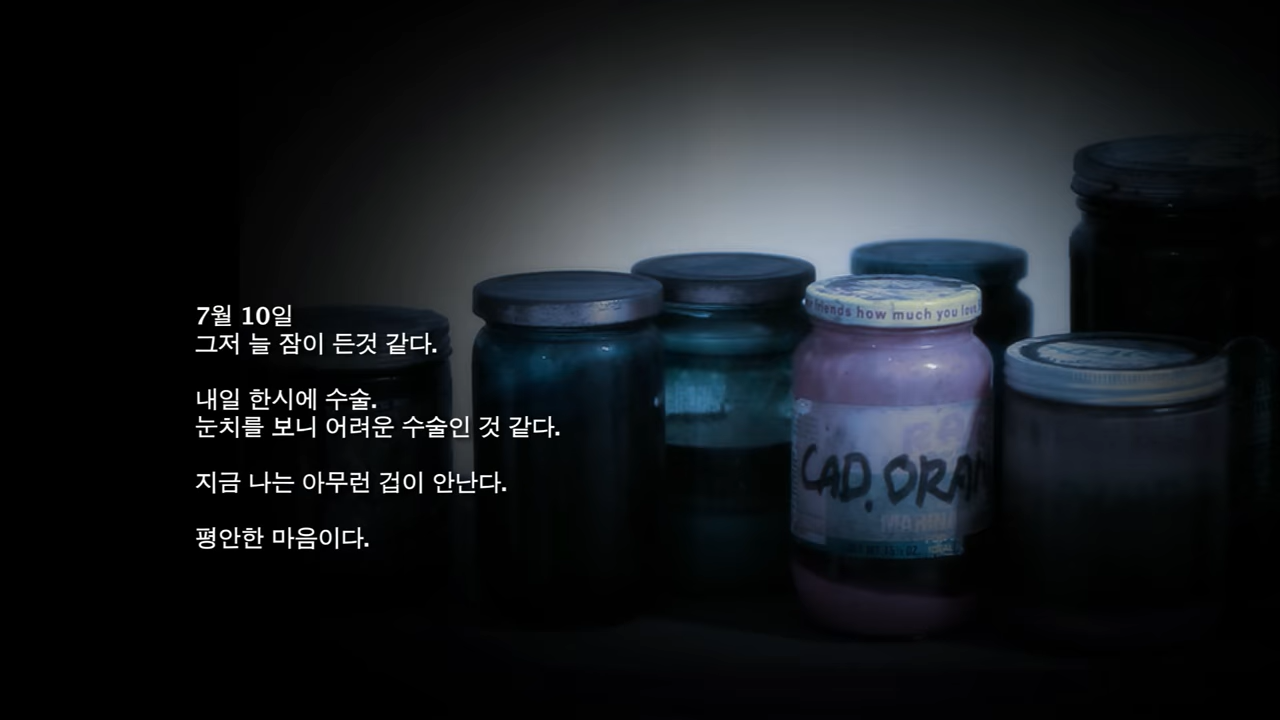 7월 10일
그저 늘 잠이 든것 같다.
내일 한시에 수술.
눈치를 보니 어려운 수술인 것 같다.
지금 나는 아무런 겁이 안난다.
평안한 마음이다.
friends how much you love
CAD. ORAN